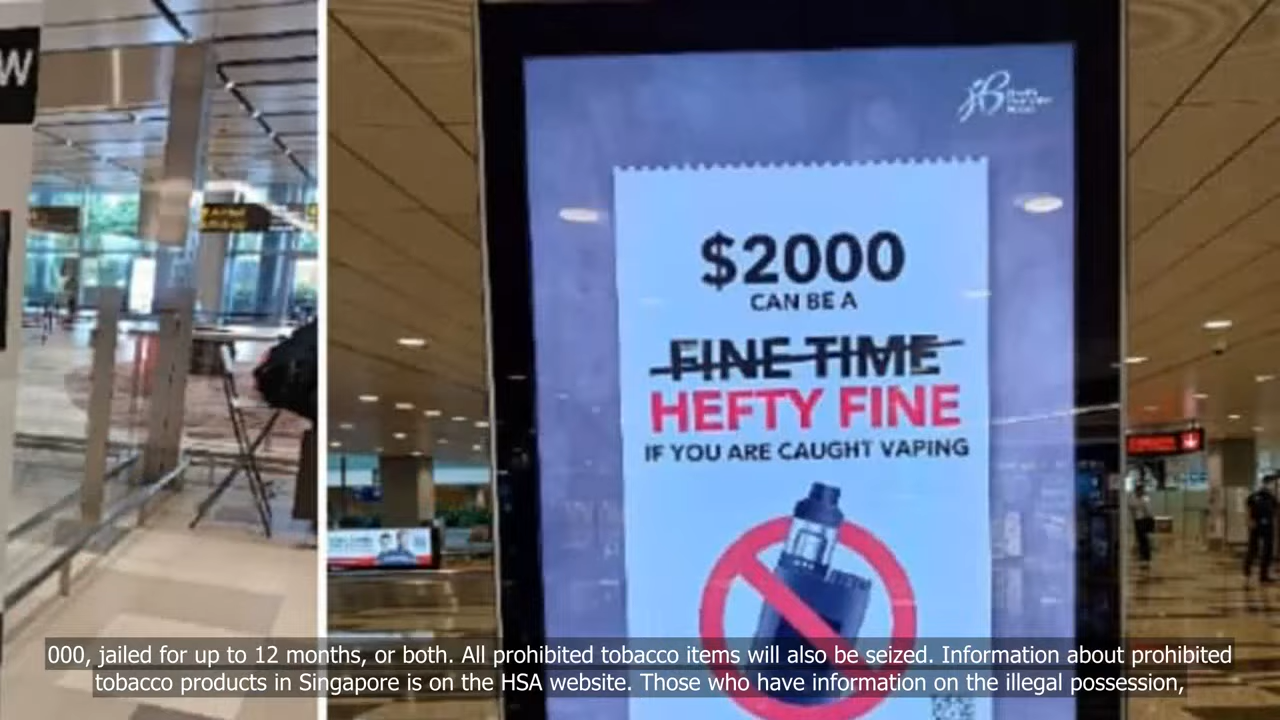 W
$2000
CAN BE A
FINE TIME
HEFTY FINE
IF YOU ARE CAUGHT VAPING
000, jailed for up to 12 months, or both. All prohibited tobacco items will also be seized. Information about prohibited
tobacco products in Singapore is on the HSA website. Those who have information on the illegal possession,